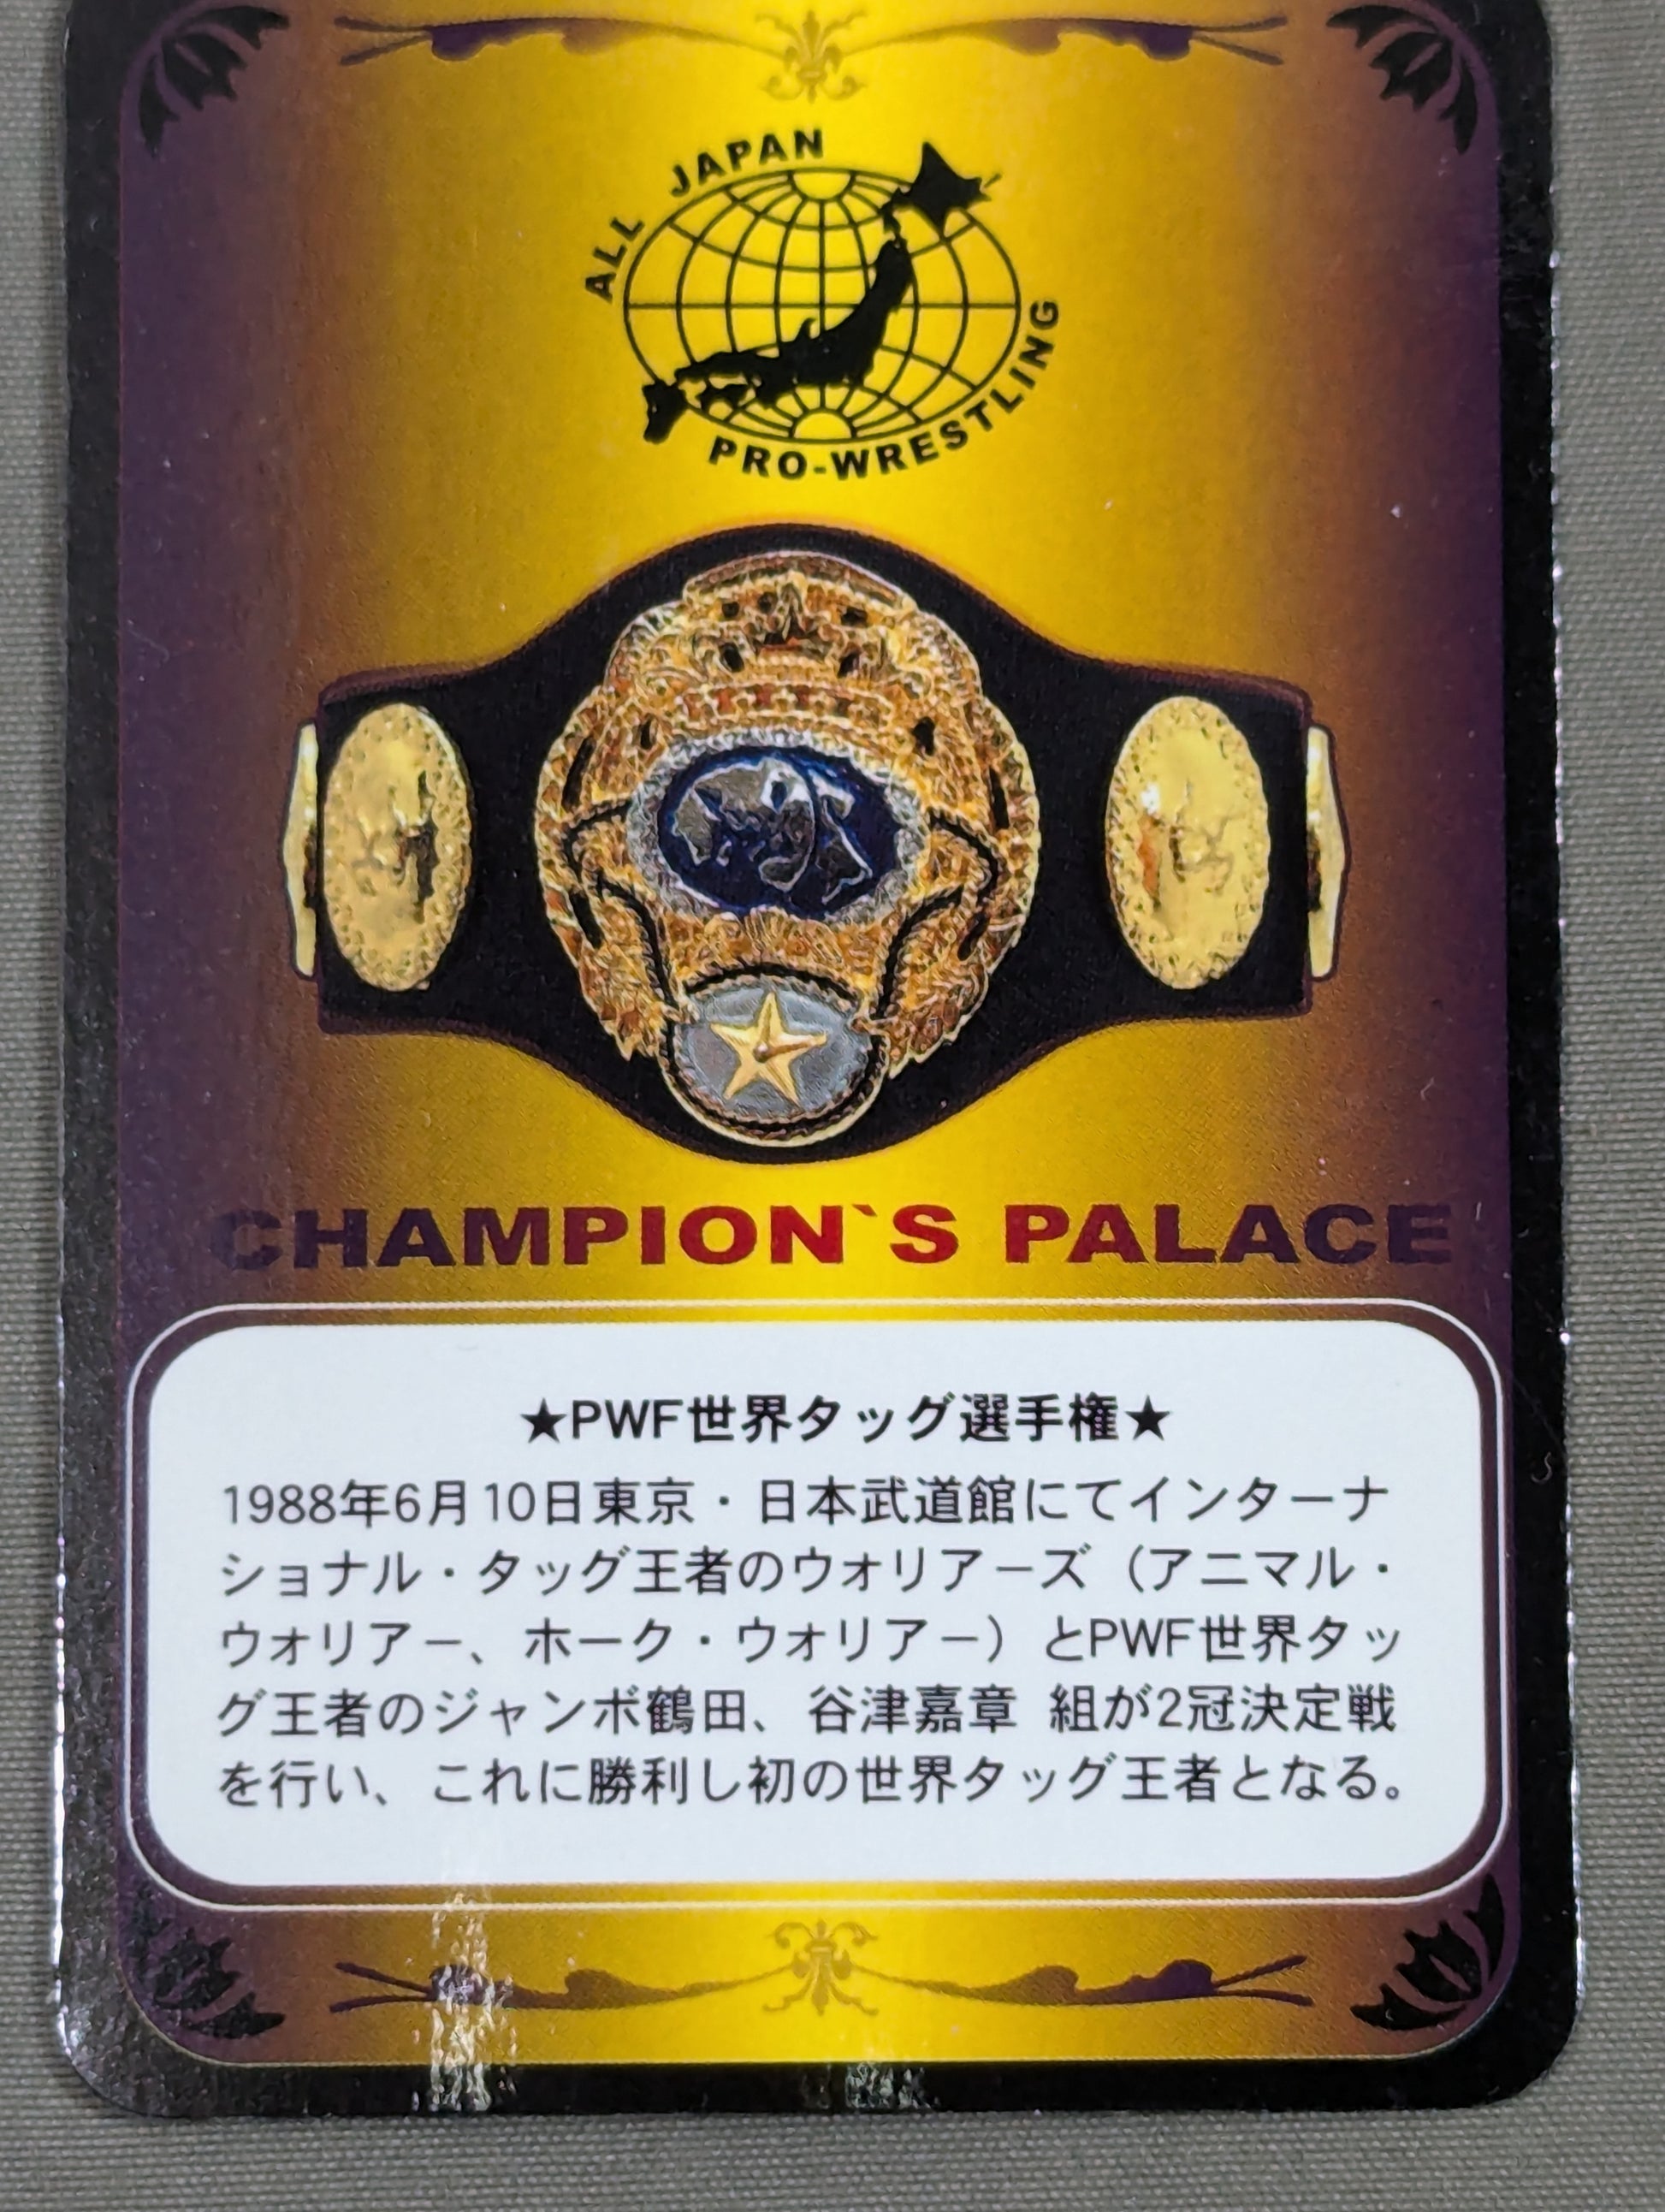 ALL JAPAN
PRO-WRESTLING
CHAMPION`S PALACE
★PWF世界タッグ選手権★
1988年6月10日東京・日本武道館にてインターナ
ショナル・タッグ王者のウォリアーズ（アニマル・
ウォリアー、ホーク・ウォリアー）とPWF世界タッ
グ王者のジャンボ鶴田、谷津嘉章 組が2冠決定戦
を行い、これに勝利し初の世界タッグ王者となる。